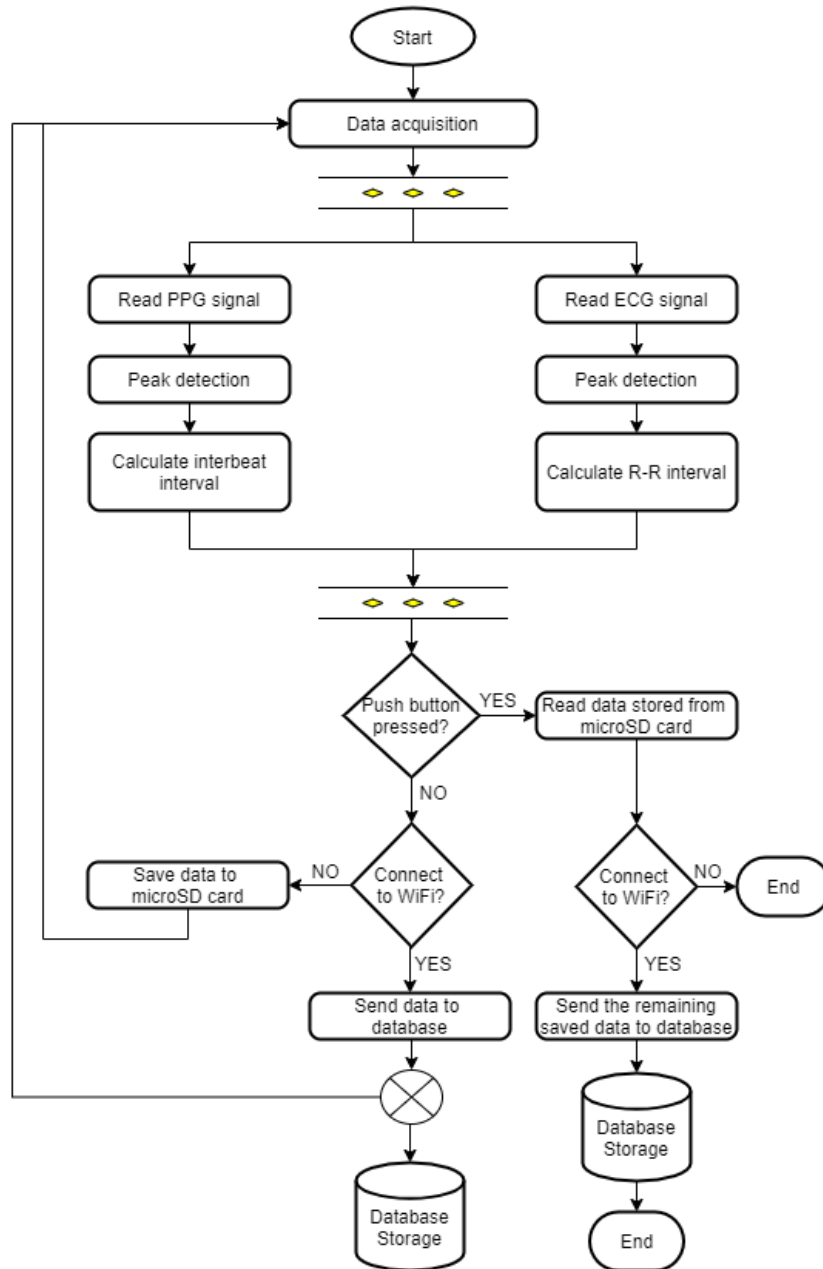 Start
Data acquisition
Read PPG signal
Read ECG signal
Peak detection
Peak detection
Calculate interbeat
interval
Calculate R-R interval
Push button
pressed?
YES
Read data stored from
microSD card
NO
Save data to
microSD card
NO
Connect
to WiFi?
Connect
to WiFi?
NO
End
YES
YES
Send data to
database
Send the remaining
saved data to database
Database
Storage
Database
Storage
End